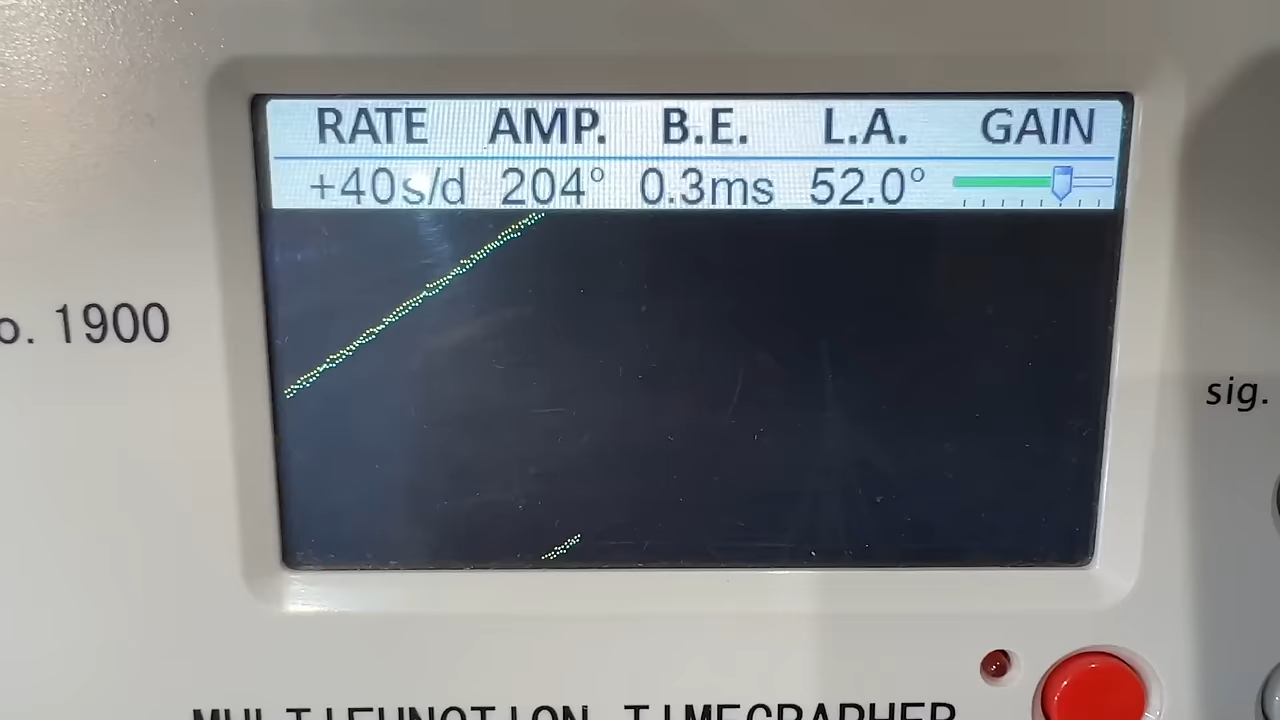 RATE AMP. B.E. L.A. GAIN
+40s/d 204° 0.3ms 52.0°
o. 1900
sig.
MULTIFUNCTION TIMEGRAPHER